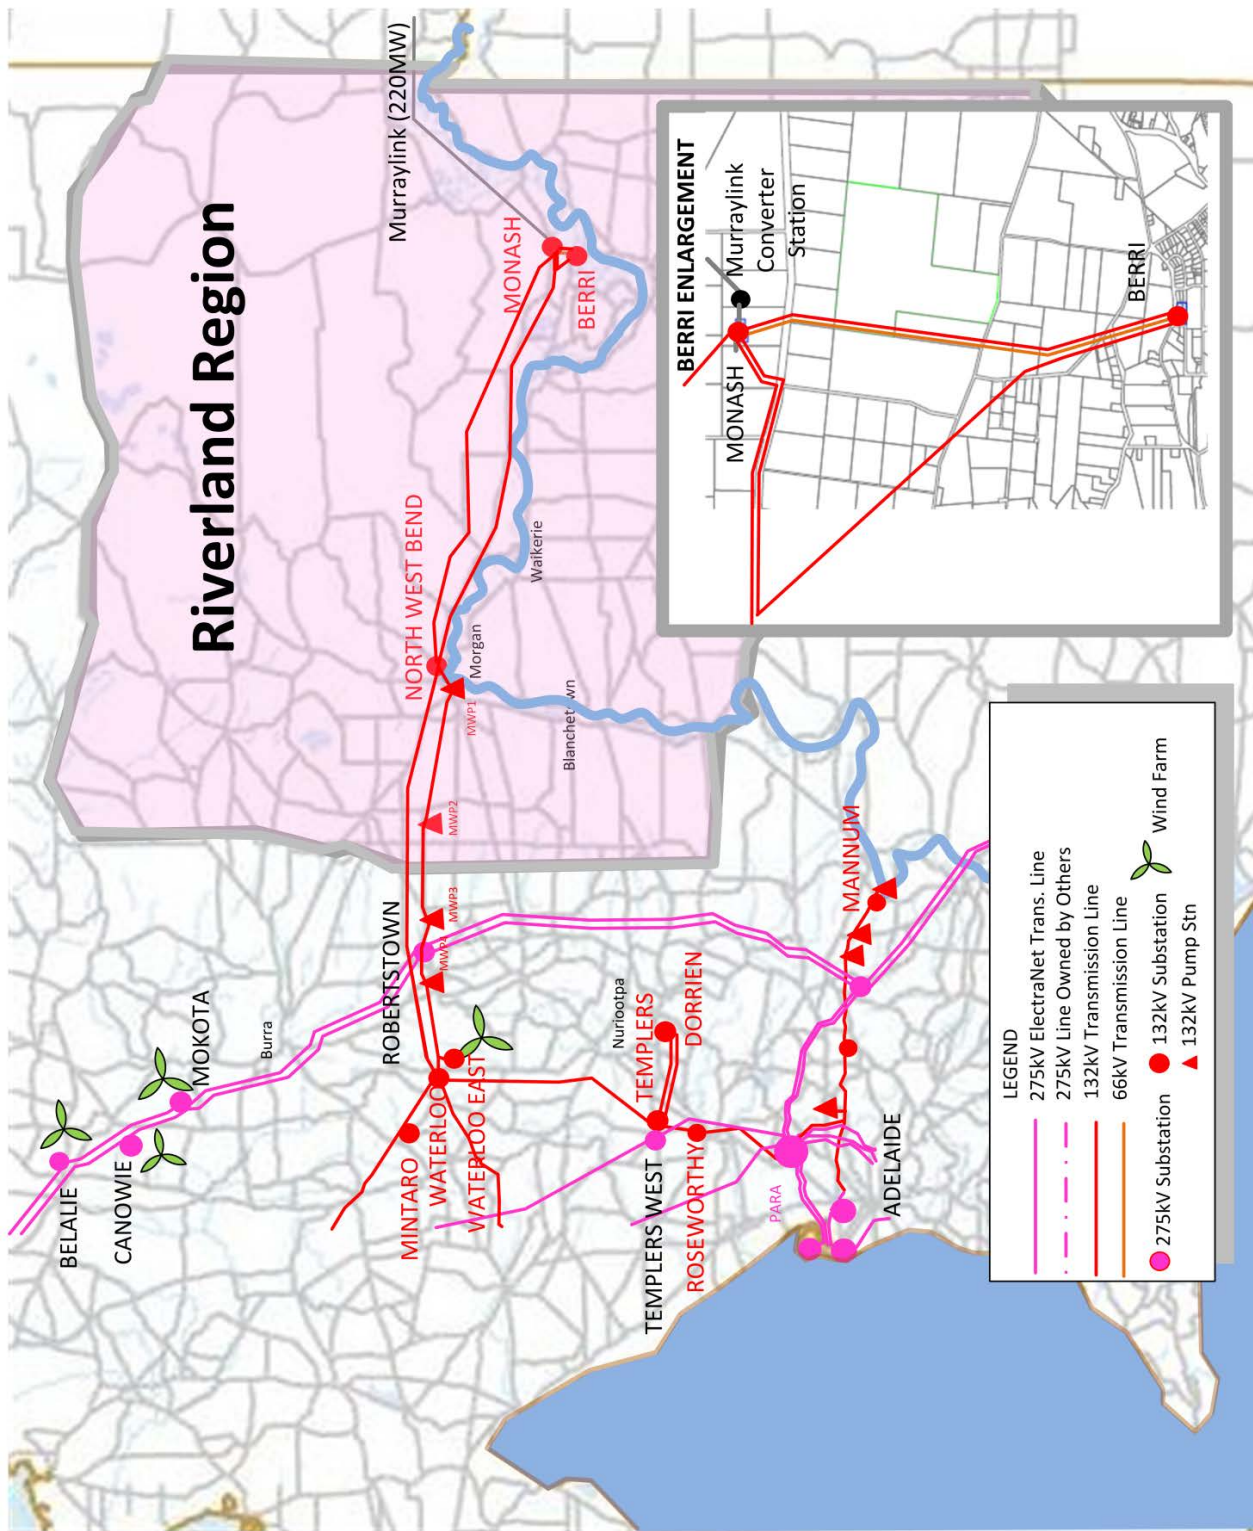 Riverland Region
Murraylink (220MW)
MONASH
BERRI
NORTH WEST BEND
Waikerie
Morgan
MWP1
Blanchetown
MWP2
MWP3
MWP4
ROBERTSTOWN
MOKOTA
Burra
BELALIE
CANOWIE
MINTARO
WATERLOO
WATERLOO EAST
Nuriootpa
TEMPLERS
DORRIEN
TEMPLERS WEST
ROSEWORTHY
MANNUM
PARA
ADELAIDE
BERRI ENLARGEMENT
MONASH
Murraylink
Converter
Station
BERRI
LEGEND
275kV ElectraNet Trans. Line
275kV Line Owned by Others
132kV Transmission Line
66kV Transmission Line
275kV Substation
132kV Substation
Wind Farm
132kV Pump Stn